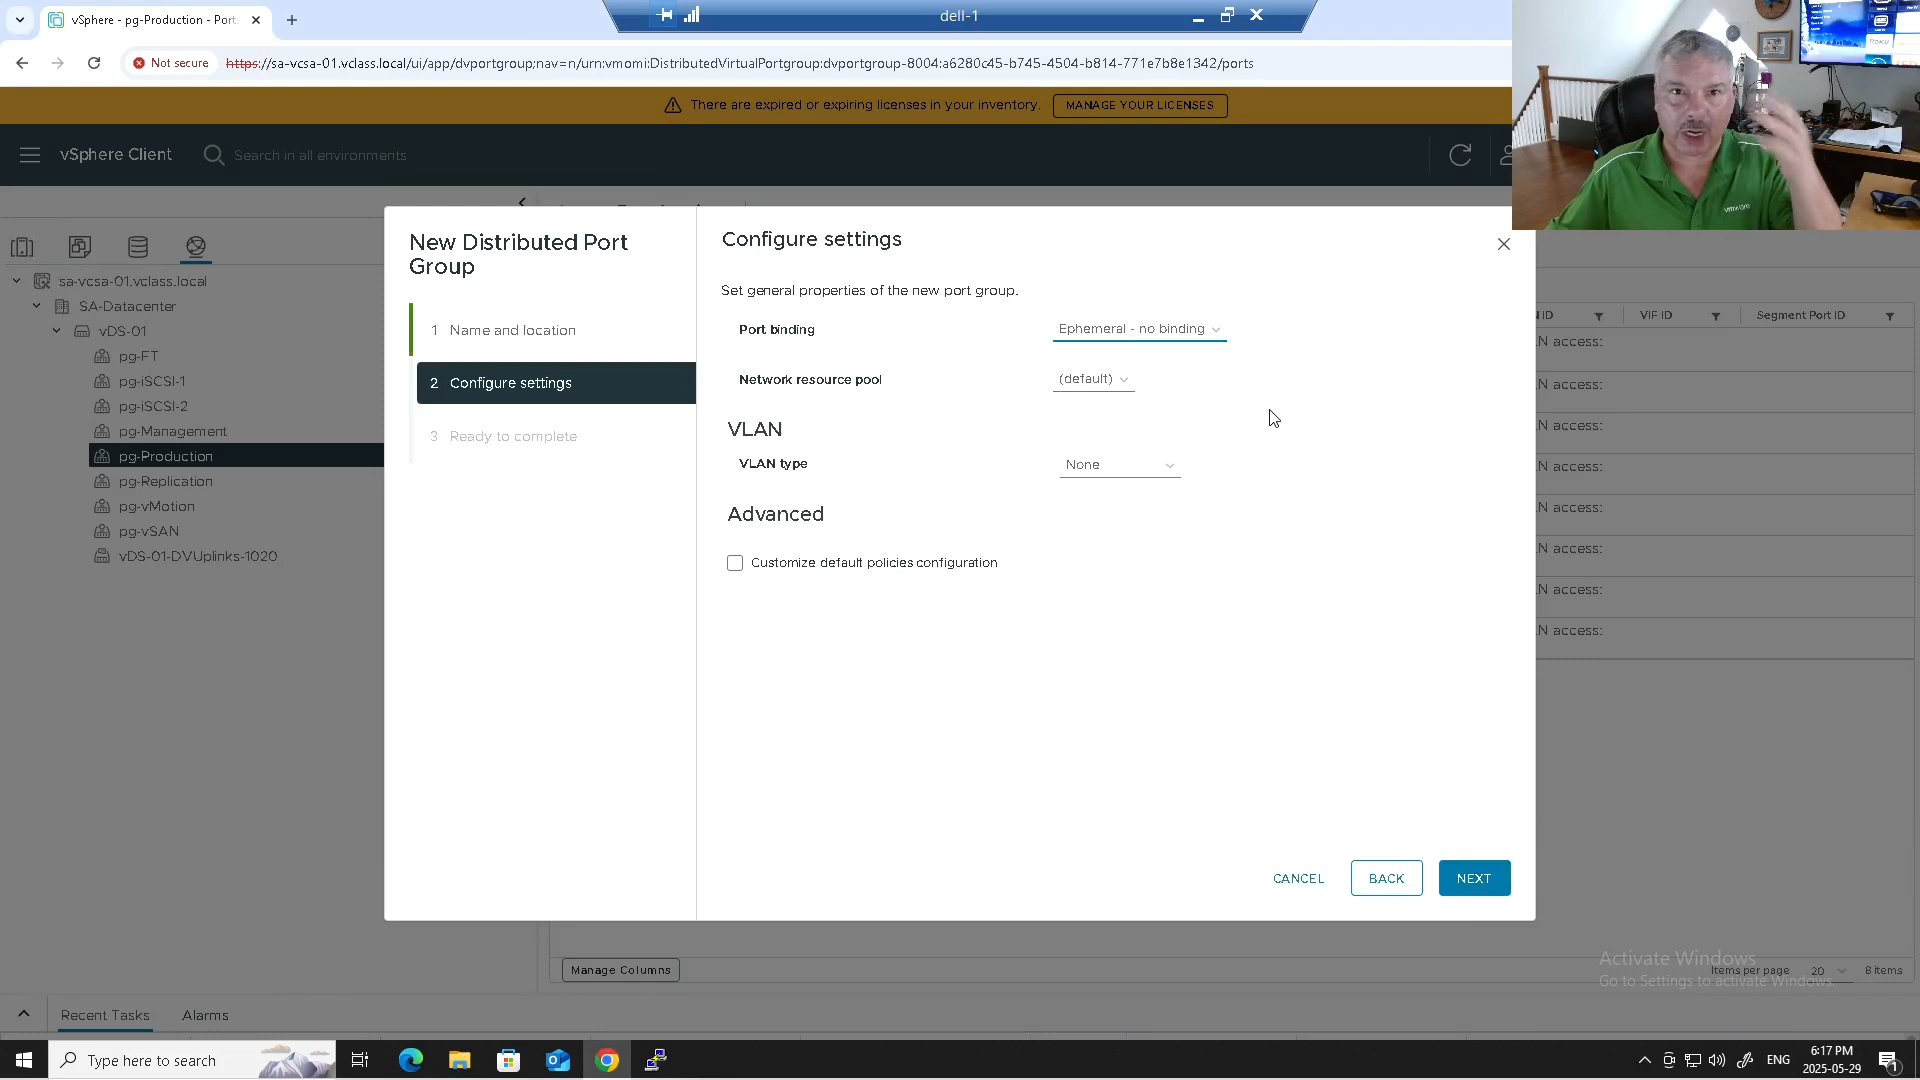 vSphere - pg-Production - Port
dell-1
Not secure
https://sa-vcsa-01.vclass.local/ui/app/dvportgroup;nav=n/urn:vmomi:DistributedVirtualPortgroup:dvportgroup-8004:a6280c45-b745-4504-b814-771e7b8e1342/ports
There are expired or expiring licenses in your inventory.
MANAGE YOUR LICENSES
vSphere Client
Search in all environments
vmware
sa-vcsa-01.vclass.local
SA-Datacenter
vDS-01
pg-FT
pg-iSCSI-1
pg-iSCSI-2
pg-Management
pg-Production
pg-Replication
pg-vMotion
pg-vSAN
vDS-01-DVUplinks-1020
New Distributed Port
Group
1 Name and location
2 Configure settings
3 Ready to complete
Configure settings
Set general properties of the new port group.
Port binding
Ephemeral - no binding
Network resource pool
(default)
VLAN
VLAN type
None
Advanced
Customize default policies configuration
CANCEL
BACK
NEXT
ID
VIF ID
Segment Port ID
N access:
N access:
N access:
N access:
N access:
N access:
N access:
N access:
Manage Columns
Items per page
20
8 items
Activate Windows
Go to Settings to activate Windows.
Recent Tasks
Alarms
Type here to search
ENG
6:17 PM
2025-05-29
1